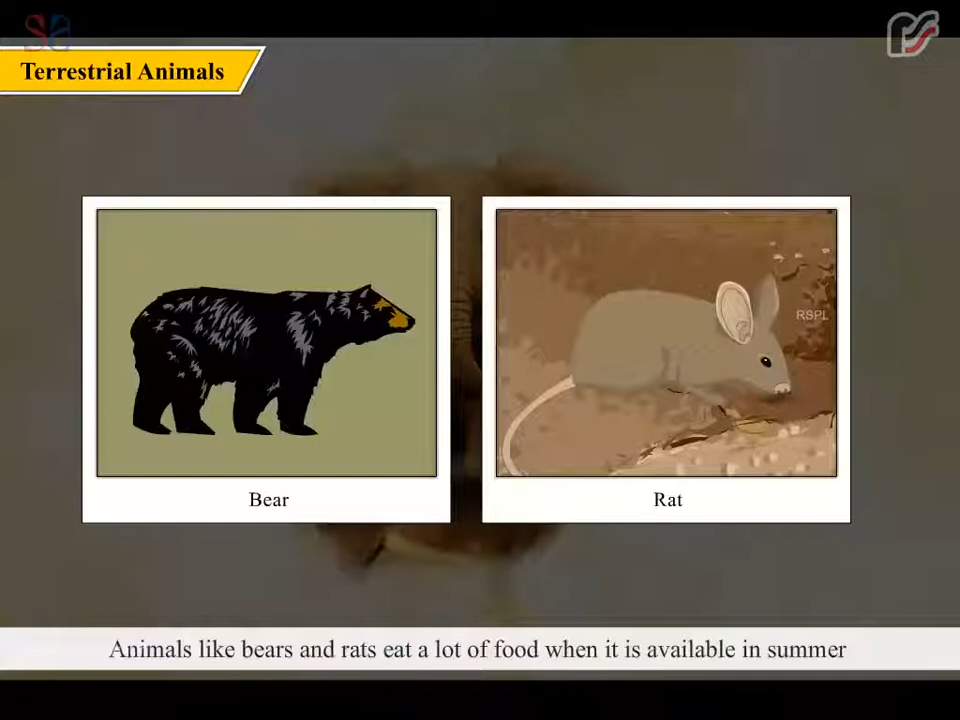 Terrestrial Animals
RSPL
Bear
Rat
Animals like bears and rats eat a lot of food when it is available in summer